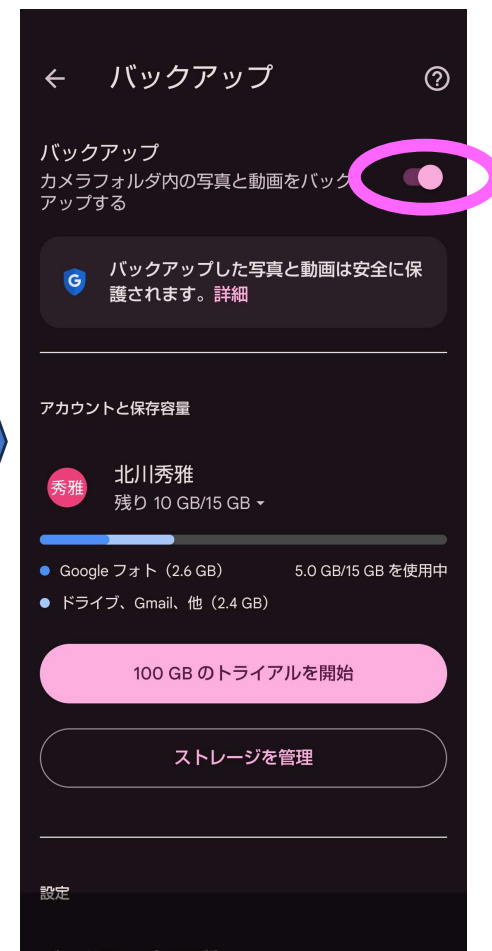 バックアップ
バックアップ
カメラフォルダ内の写真と動画をバック
アップする
G
バックアップした写真と動画は安全に保
護されます。詳細
アカウントと保存容量
秀雅
北川秀雅
残り 10 GB/15 GB
Google フォト（2.6 GB）
5.0 GB/15 GB を使用中
ドライブ、Gmail、他（2.4 GB）
100 GB のトライアルを開始
ストレージを管理
設定